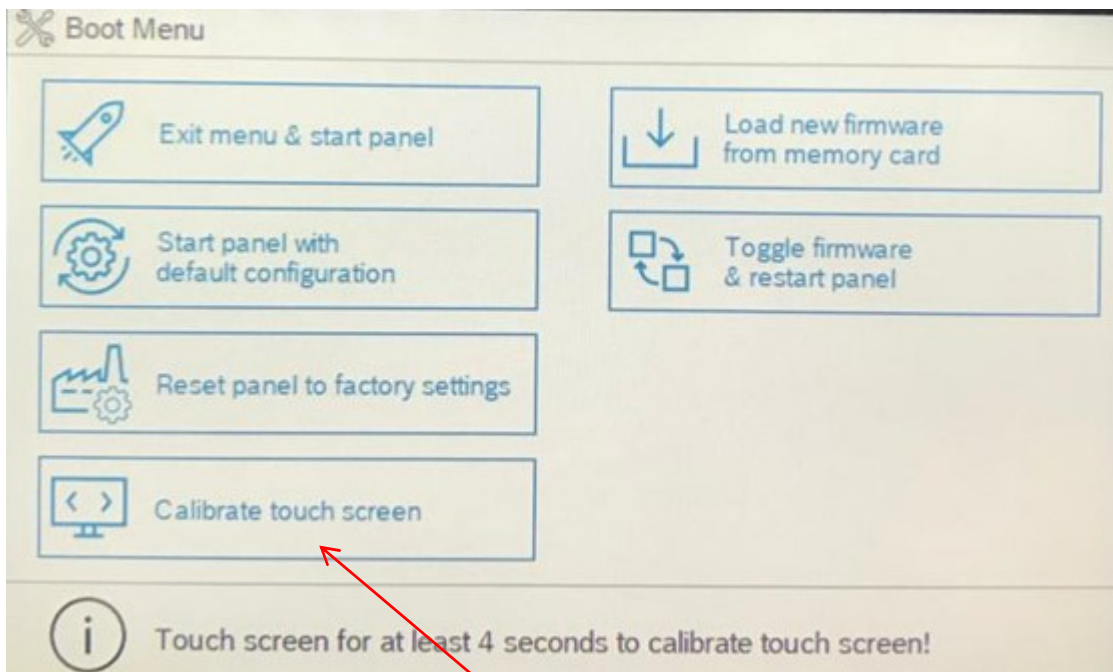 Boot Menu
Exit menu & start panel
Load new firmware
from memory card
Start panel with
default configuration
Toggle firmware
& restart panel
Reset panel to factory settings
Calibrate touch screen
i
Touch screen for at least 4 seconds to calibrate touch screen!